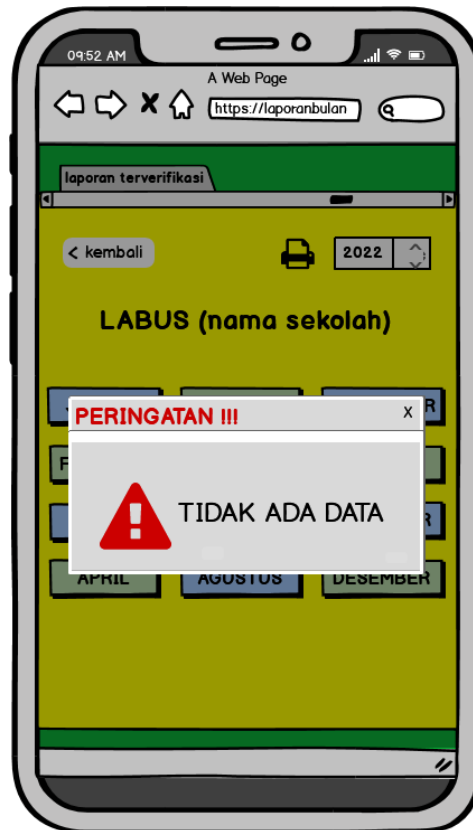 09:52 AM
A Web Page
https://laporanbulan
laporan terverifikasi
< kembali
2022
LABUS (nama sekolah)
PERINGATAN !!!
X
TIDAK ADA DATA
APRIL
AGUSTUS
DESEMBER